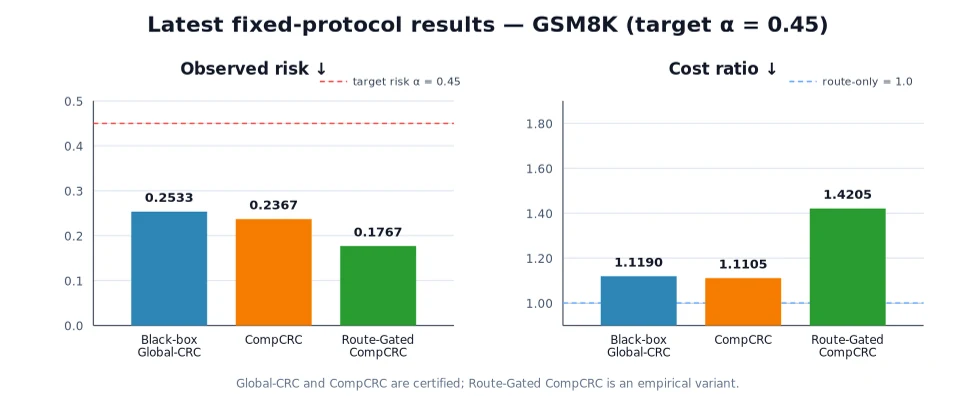 Latest fixed-protocol results — GSM8K (target α = 0.45)
Observed risk ↓
target risk α = 0.45
0.5
0.4
0.3
0.2
0.1
0.0
0.2533
0.2367
0.1767
Black-box
Global-CRC
CompCRC
Route-Gated
CompCRC
Cost ratio ↓
route-only = 1.0
1.80
1.60
1.40
1.20
1.00
1.1190
1.1105
1.4205
Black-box
Global-CRC
CompCRC
Route-Gated
CompCRC
Global-CRC and CompCRC are certified; Route-Gated CompCRC is an empirical variant.